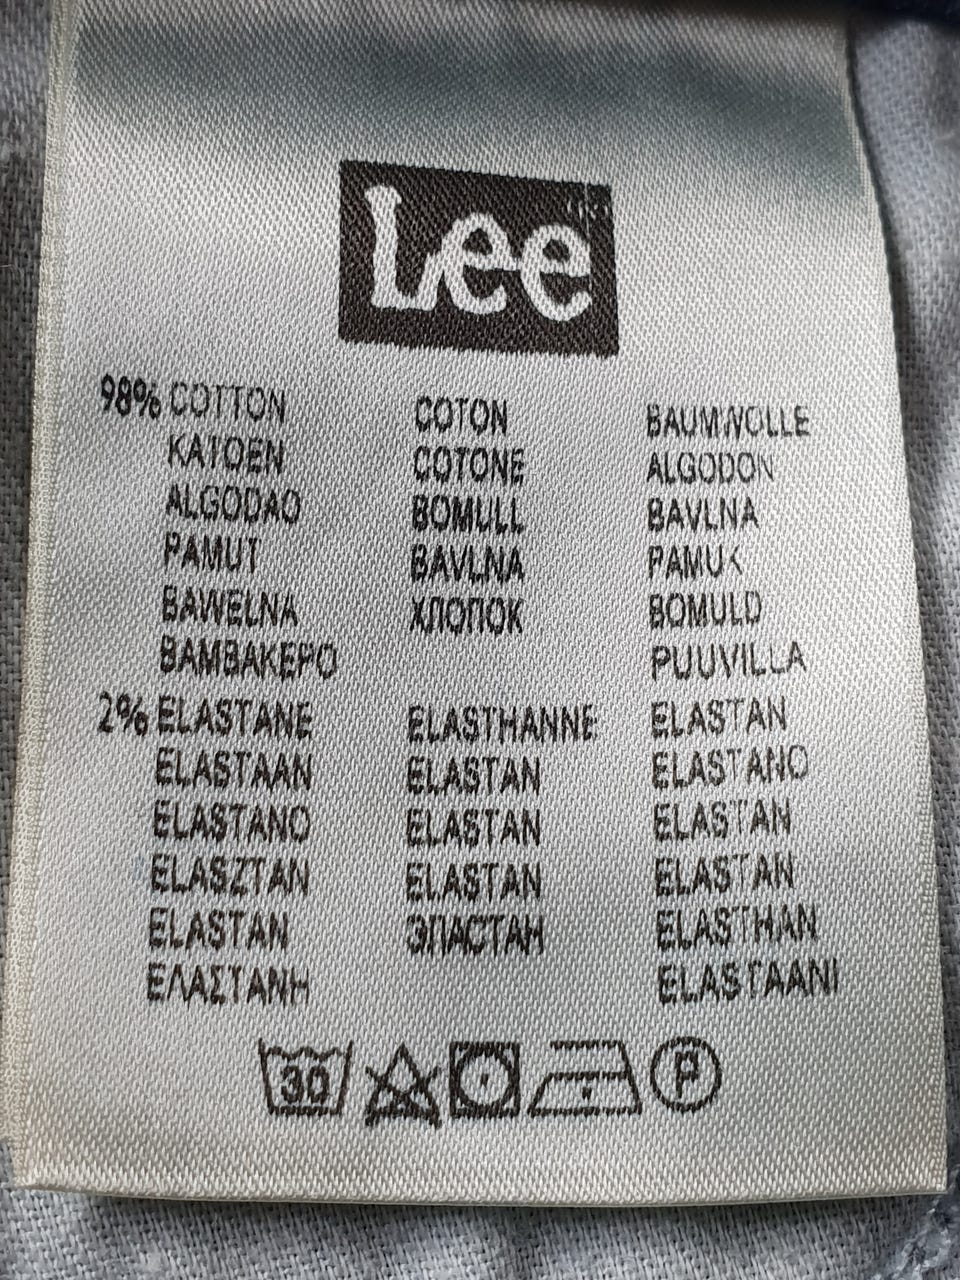 Lee
98% COTTON COTON BAUMWOLLE
KATOEN COTONE ALGODON
ALGODAO BOMULL BAVLNA
PAMUT BAVLNA PAMUK
BAWELNA ХЛОПОК BOMULD
BAMBAKEPO PUUVILLA
2% ELASTANE ELASTHANNE ELASTAN
ELASTAAN ELASTAN ELASTANO
ELASTANO ELASTAN ELASTAN
ELASZTAN ELASTAN ELASTAN
ELASTAN ЭЛАСТАН ELASTHAN
ΕΛΑΣΤΑΝΗ ELASTAANI
30 P